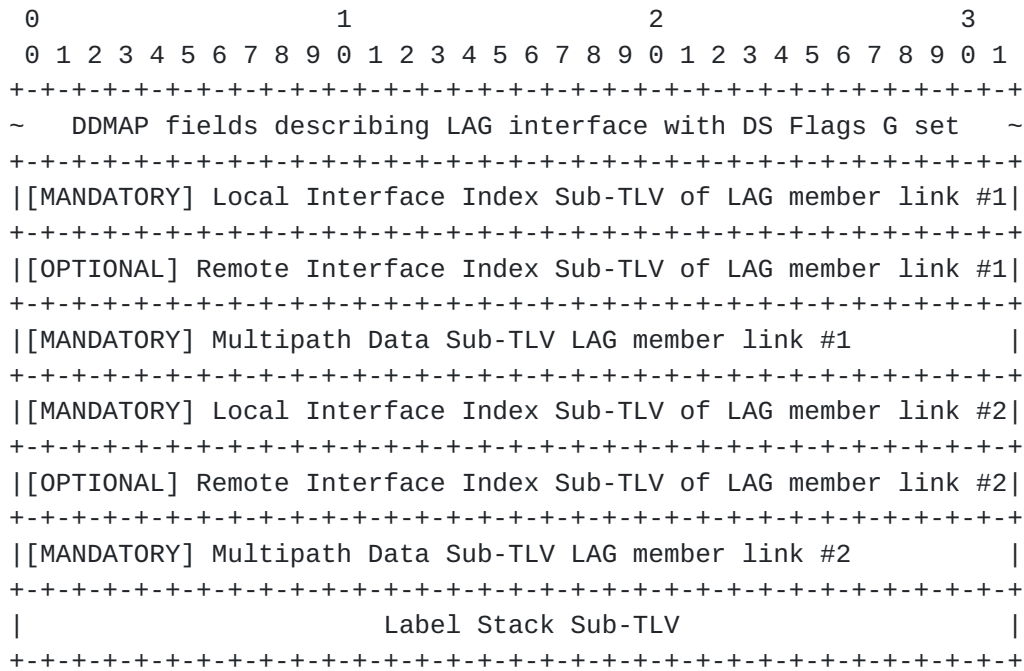 0                   1                   2                   3
 0 1 2 3 4 5 6 7 8 9 0 1 2 3 4 5 6 7 8 9 0 1 2 3 4 5 6 7 8 9 0 1
+-+-+-+-+-+-+-+-+-+-+-+-+-+-+-+-+-+-+-+-+-+-+-+-+-+-+-+-+-+-+-+-+
~   DDMAP fields describing LAG interface with DS Flags G set   ~
+-+-+-+-+-+-+-+-+-+-+-+-+-+-+-+-+-+-+-+-+-+-+-+-+-+-+-+-+-+-+-+-+
|[MANDATORY] Local Interface Index Sub-TLV of LAG member link #1|
+-+-+-+-+-+-+-+-+-+-+-+-+-+-+-+-+-+-+-+-+-+-+-+-+-+-+-+-+-+-+-+-+
|[OPTIONAL] Remote Interface Index Sub-TLV of LAG member link #1|
+-+-+-+-+-+-+-+-+-+-+-+-+-+-+-+-+-+-+-+-+-+-+-+-+-+-+-+-+-+-+-+-+
|[MANDATORY] Multipath Data Sub-TLV LAG member link #1          |
+-+-+-+-+-+-+-+-+-+-+-+-+-+-+-+-+-+-+-+-+-+-+-+-+-+-+-+-+-+-+-+-+
|[MANDATORY] Local Interface Index Sub-TLV of LAG member link #2|
+-+-+-+-+-+-+-+-+-+-+-+-+-+-+-+-+-+-+-+-+-+-+-+-+-+-+-+-+-+-+-+-+
|[OPTIONAL] Remote Interface Index Sub-TLV of LAG member link #2|
+-+-+-+-+-+-+-+-+-+-+-+-+-+-+-+-+-+-+-+-+-+-+-+-+-+-+-+-+-+-+-+-+
|[MANDATORY] Multipath Data Sub-TLV LAG member link #2          |
+-+-+-+-+-+-+-+-+-+-+-+-+-+-+-+-+-+-+-+-+-+-+-+-+-+-+-+-+-+-+-+-+
|                       Label Stack Sub-TLV                     |
+-+-+-+-+-+-+-+-+-+-+-+-+-+-+-+-+-+-+-+-+-+-+-+-+-+-+-+-+-+-+-+-+